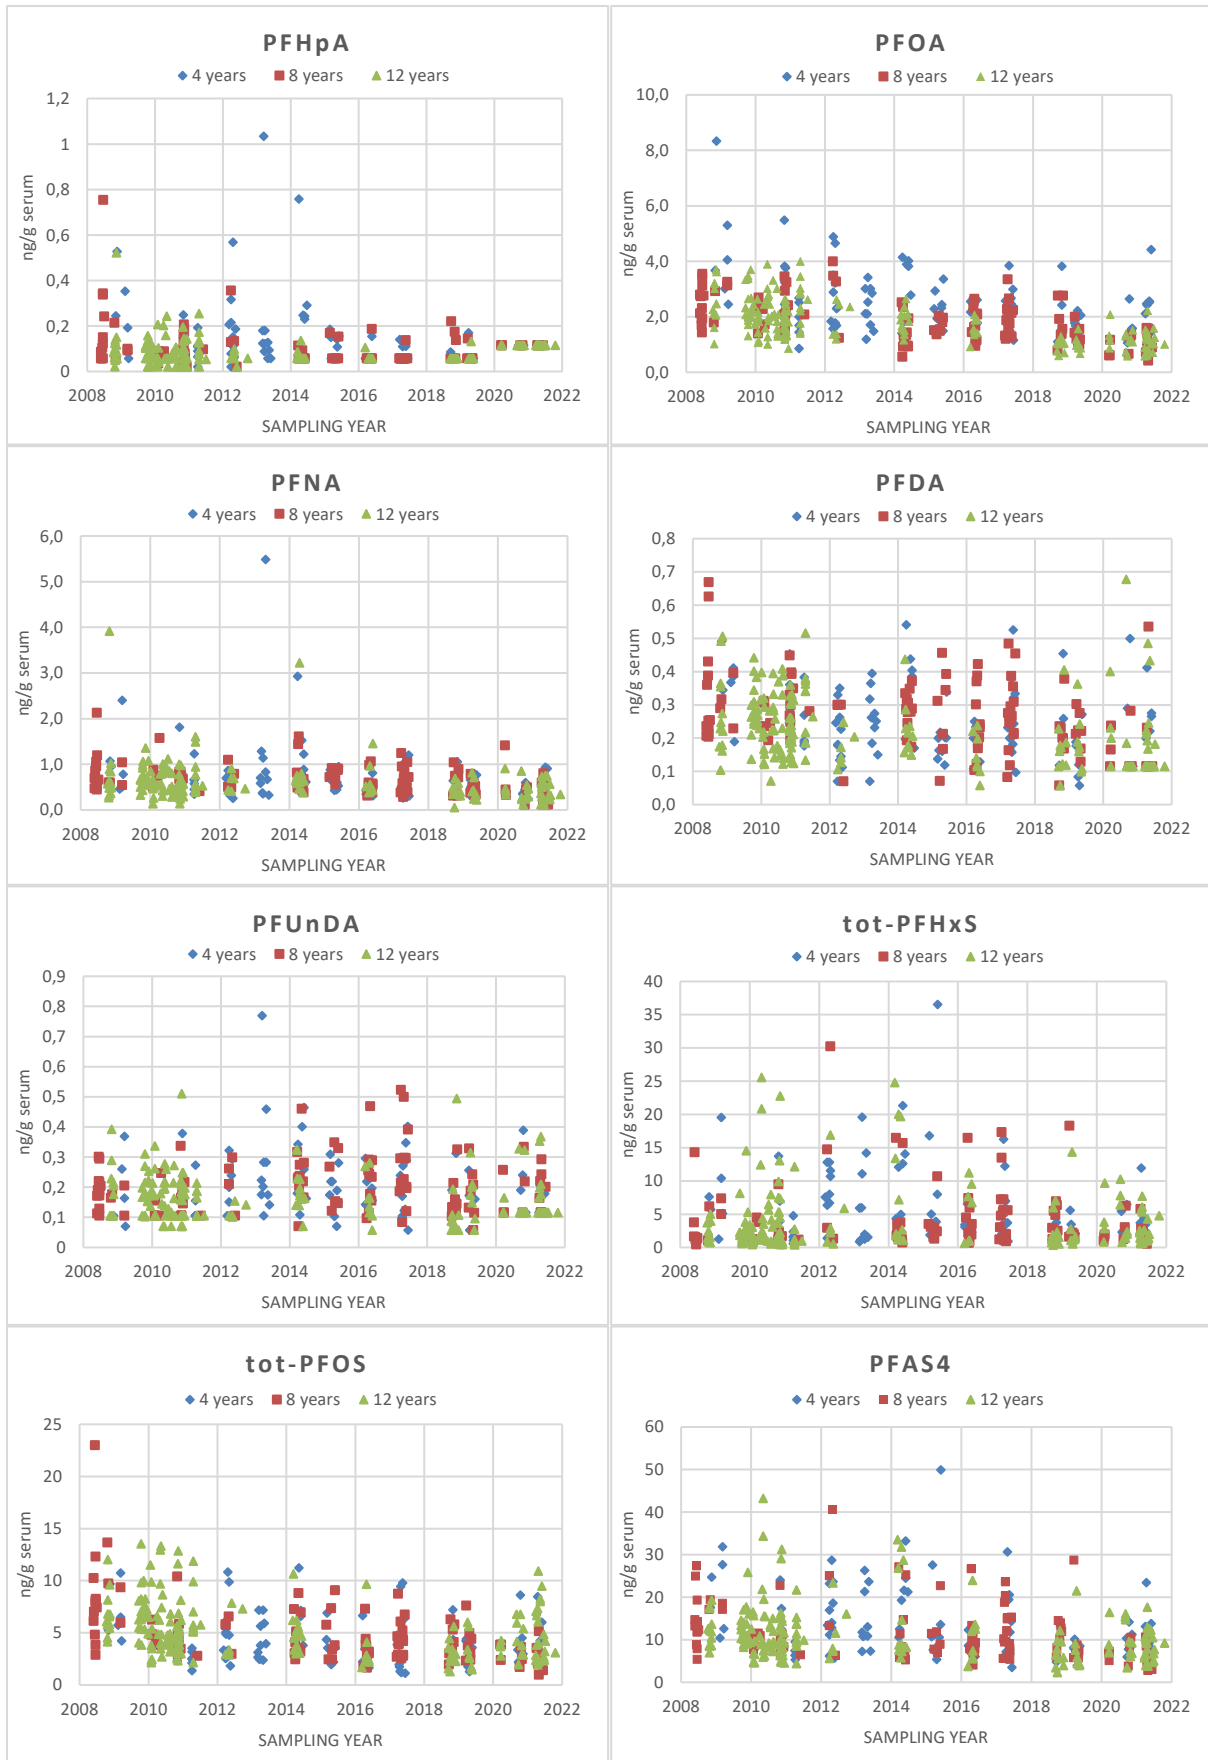 PFHpA
4 years 8 years 12 years
1,2
1
0,8
0,6
0,4
0,2
0
ng/g serum
2008 2010 2012 2014 2016 2018 2020 2022
SAMPLING YEAR
PFOA
4 years 8 years 12 years
10,0
8,0
6,0
4,0
2,0
0,0
ng/g serum
2008 2010 2012 2014 2016 2018 2020 2022
SAMPLING YEAR
PFNA
4 years 8 years 12 years
6,0
5,0
4,0
3,0
2,0
1,0
0,0
ng/g serum
2008 2010 2012 2014 2016 2018 2020 2022
SAMPLING YEAR
PFDA
4 years 8 years 12 years
0,8
0,7
0,6
0,5
0,4
0,3
0,2
0,1
0,0
ng/g serum
2008 2010 2012 2014 2016 2018 2020 2022
SAMPLING YEAR
PFUnDA
4 years 8 years 12 years
0,9
0,8
0,7
0,6
0,5
0,4
0,3
0,2
0,1
0
ng/g serum
2008 2010 2012 2014 2016 2018 2020 2022
SAMPLING YEAR
tot-PFHxS
4 years 8 years 12 years
40
35
30
25
20
15
10
5
0
ng/g serum
2008 2010 2012 2014 2016 2018 2020 2022
SAMPLING YEAR
tot-PFOS
4 years 8 years 12 years
25
20
15
10
5
0
ng/g serum
2008 2010 2012 2014 2016 2018 2020 2022
SAMPLING YEAR
PFAS4
4 years 8 years 12 years
60
50
40
30
20
10
0
ng/g serum
2008 2010 2012 2014 2016 2018 2020 2022
SAMPLING YEAR